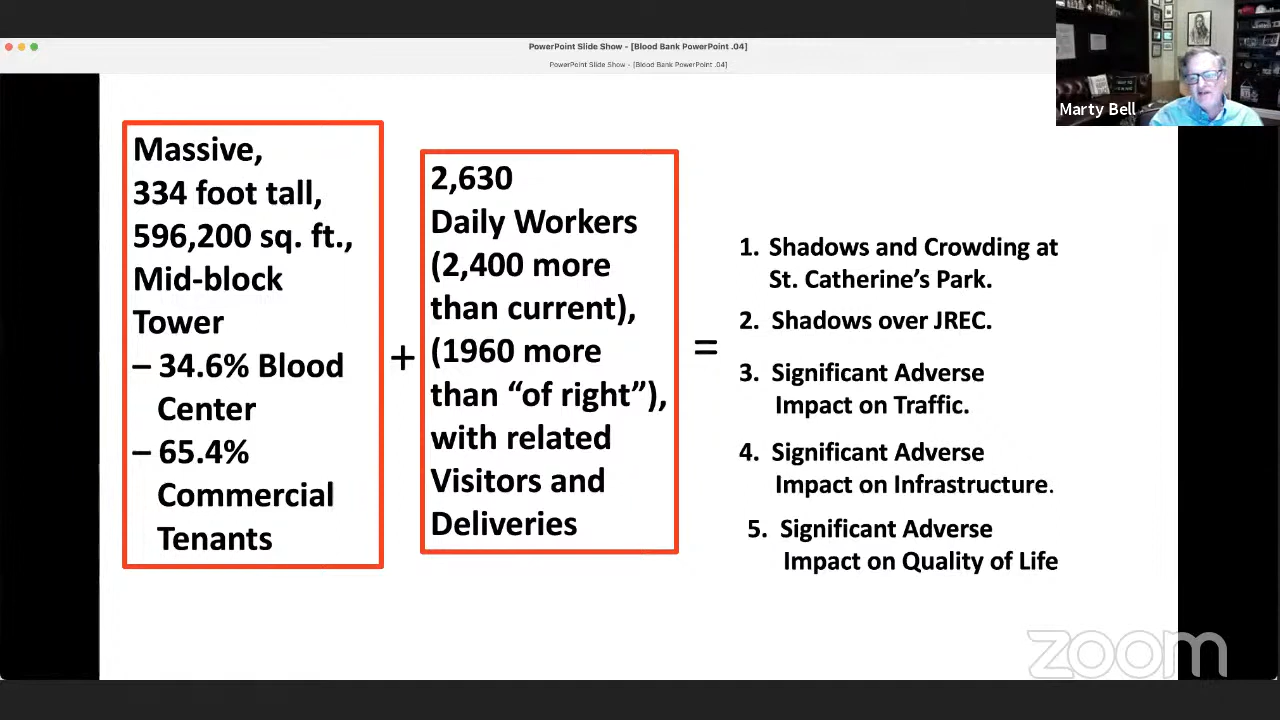 PowerPoint Slide Show - [Blood Bank PowerPoint .04]
PowerPoint Slide Show - [Blood Bank PowerPoint .04]
Marty Bell
Massive,
334 foot tall,
596,200 sq. ft.,
Mid-block
Tower
– 34.6% Blood
Center
– 65.4%
Commercial
Tenants
+
2,630
Daily Workers
(2,400 more
than current),
(1960 more
than “of right”),
with related
Visitors and
Deliveries
=
1. Shadows and Crowding at
St. Catherine’s Park.
2. Shadows over JREC.
3. Significant Adverse
Impact on Traffic.
4. Significant Adverse
Impact on Infrastructure.
5. Significant Adverse
Impact on Quality of Life
zoom